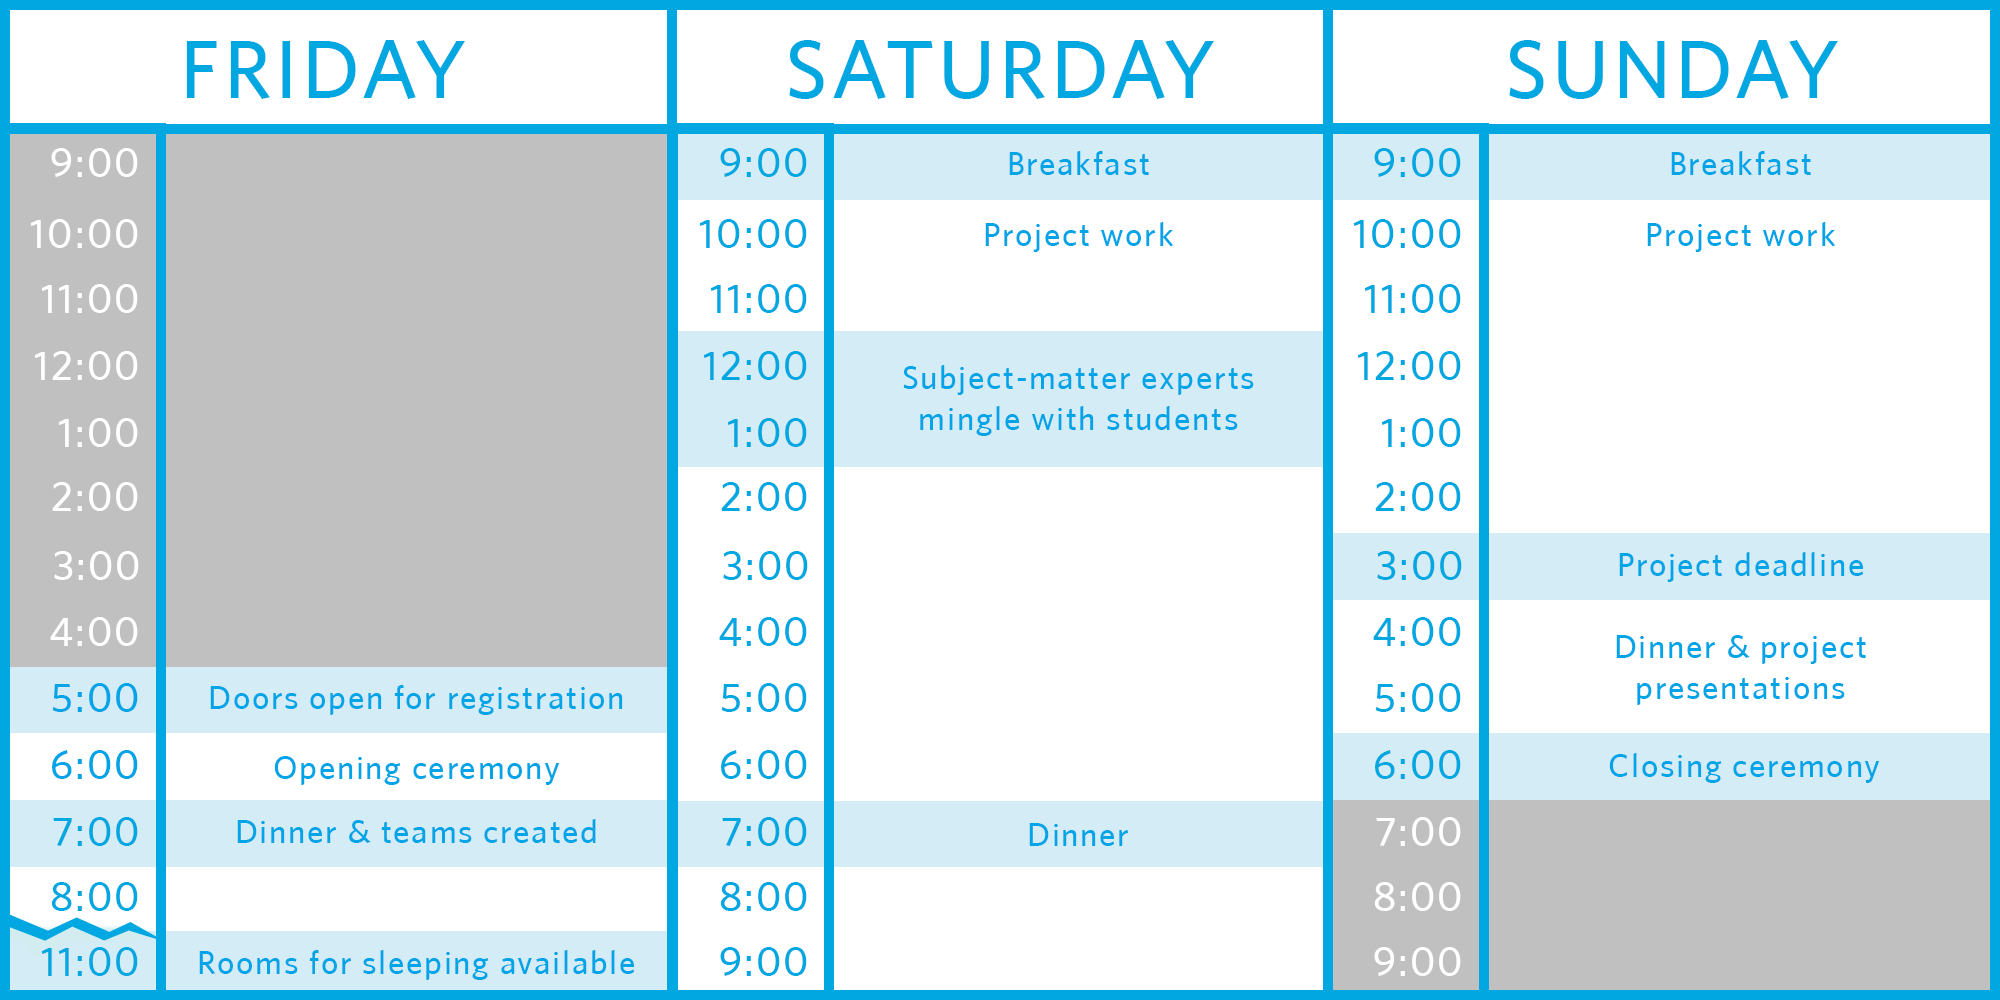 FRIDAY
9:00
10:00
11:00
12:00
1:00
2:00
3:00
4:00
5:00 Doors open for registration
6:00 Opening ceremony
7:00 Dinner & teams created
8:00
11:00 Rooms for sleeping available
SATURDAY
9:00 Breakfast
10:00 Project work
11:00
12:00
Subject-matter experts
mingle with students
1:00
2:00
3:00
4:00
5:00
6:00
7:00 Dinner
8:00
9:00
SUNDAY
9:00 Breakfast
10:00 Project work
11:00
12:00
1:00
2:00
3:00 Project deadline
4:00
Dinner & project
presentations
5:00
6:00 Closing ceremony
7:00
8:00
9:00